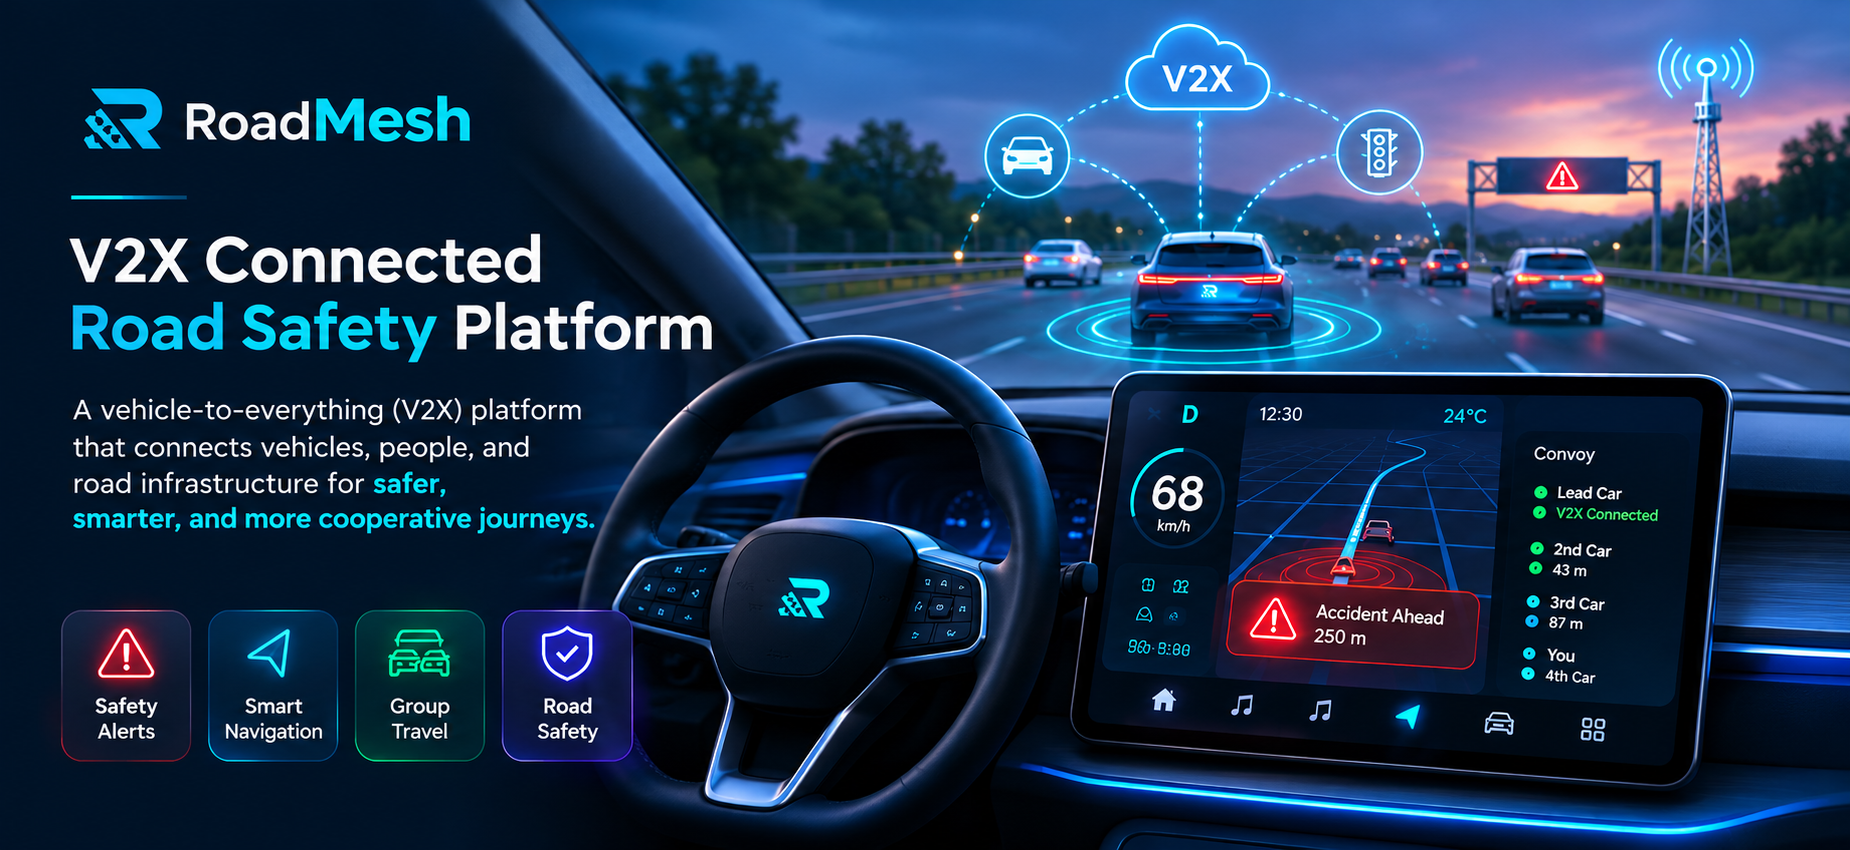 RoadMesh
V2X Connected
Road Safety Platform
A vehicle-to-everything (V2X) platform
that connects vehicles, people, and
road infrastructure for safer,
smarter, and more cooperative journeys.
Safety
Alerts
Smart
Navigation
Group
Travel
Road
Safety
V2X
D
12:30
24°C
68
km/h
Accident Ahead
250 m
Convoy
Lead Car
V2X Connected
2nd Car
43 m
3rd Car
87 m
You
4th Car